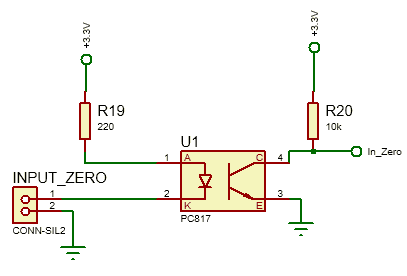 +3.3V
+3.3V
R19
220
R20
10k
U1
1
A
C
4
In_Zero
INPUT_ZERO
1
2
2
K
E
3
CONN-SIL2
PC817